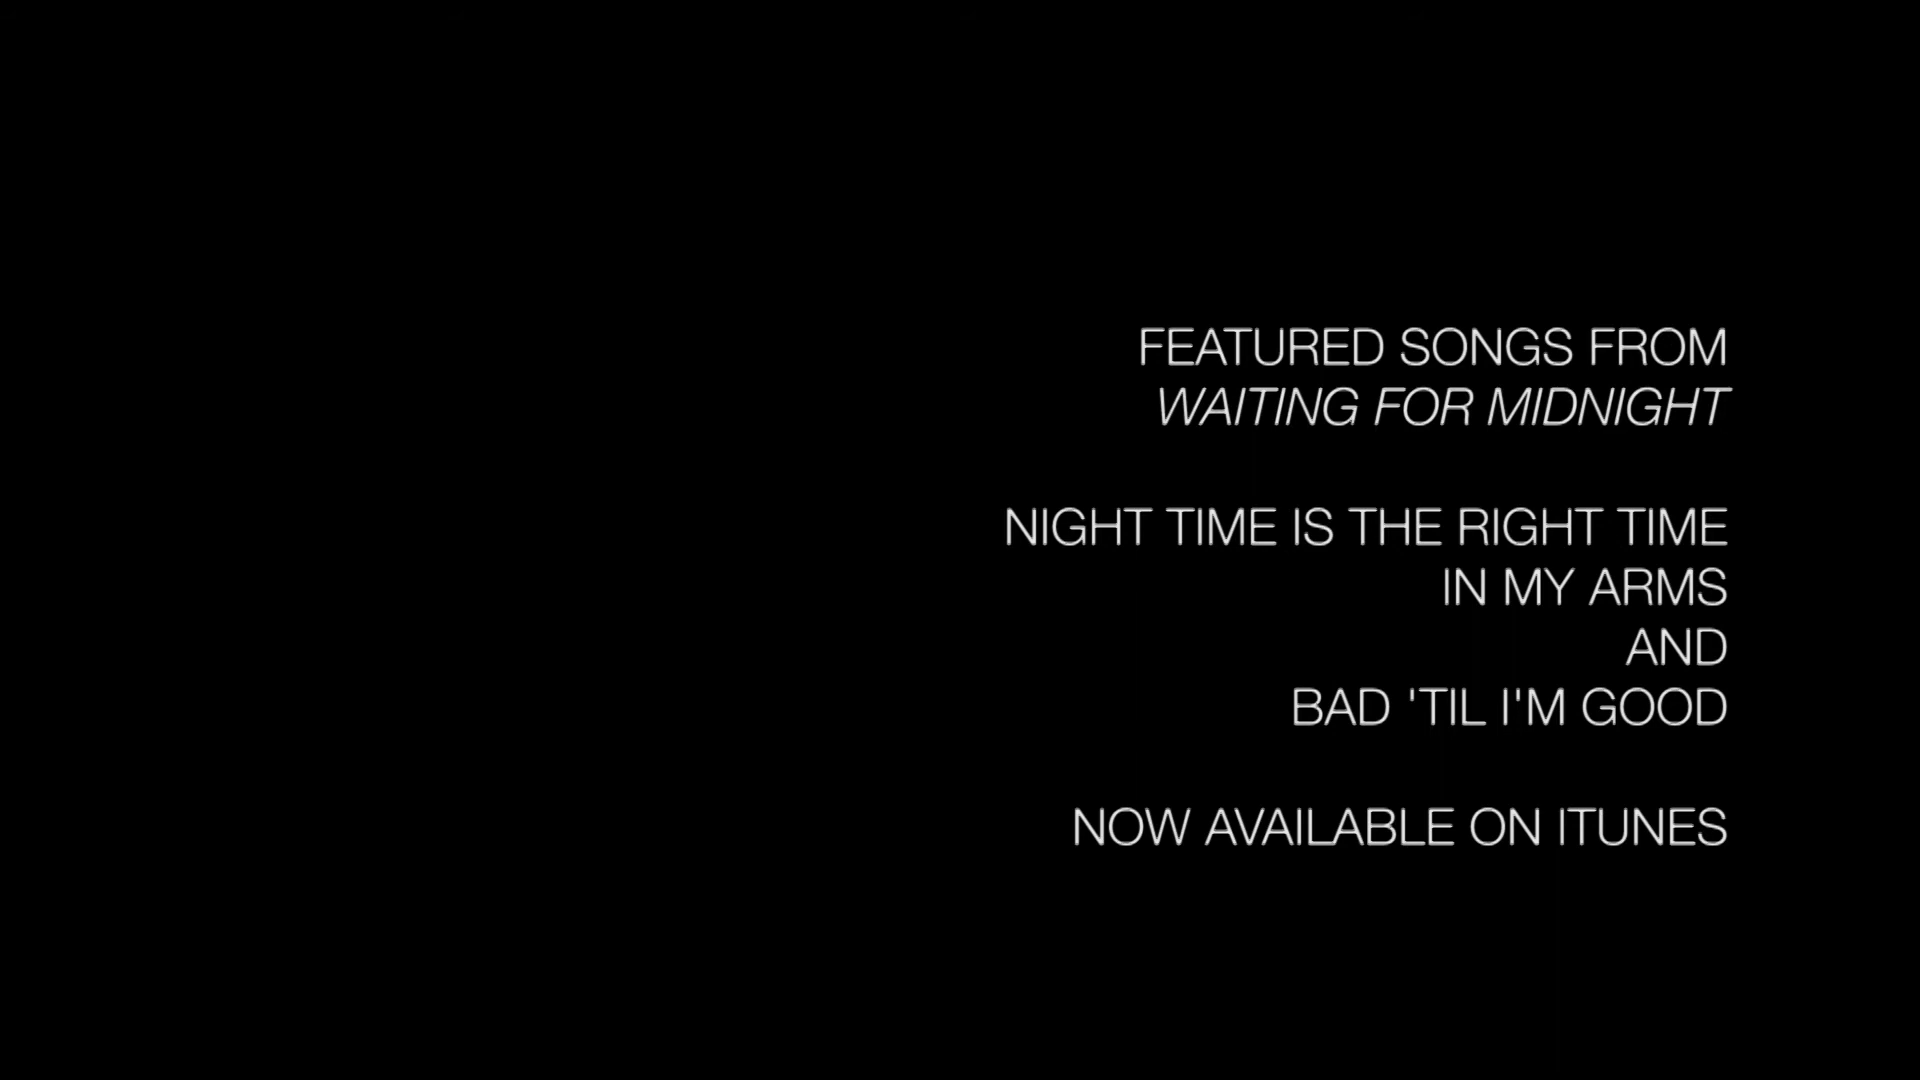 FEATURED SONGS FROM
WAITING FOR MIDNIGHT
NIGHT TIME IS THE RIGHT TIME
IN MY ARMS
AND
BAD 'TIL I'M GOOD
NOW AVAILABLE ON ITUNES